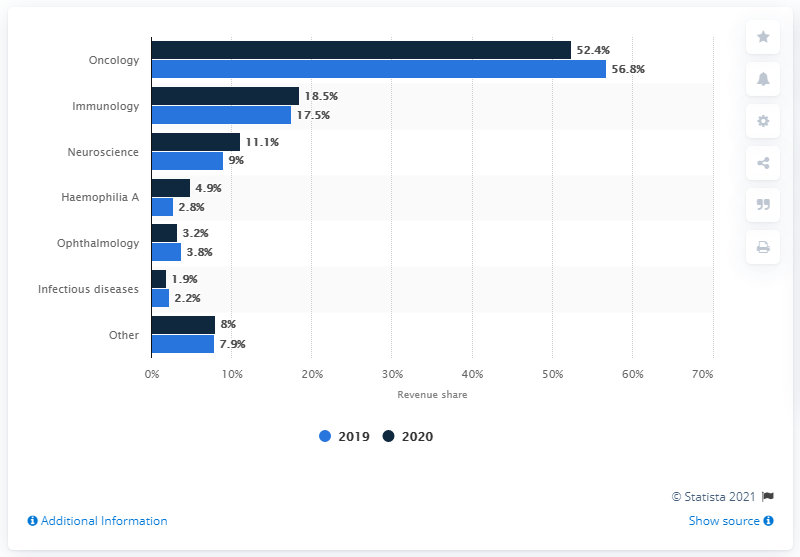 Oncology
52.4%
56.8%
Immunology
18.5%
17.5%
Neuroscience
11.1%
9%
Haemophilia A
4.9%
2.8%
Ophthalmology
3.2%
3.8%
Infectious diseases
1.9%
2.2%
Other
8%
7.9%
0% 10% 20% 30% 40% 50% 60% 70%
Revenue share
2019 2020
© Statista 2021
Additional Information
Show source